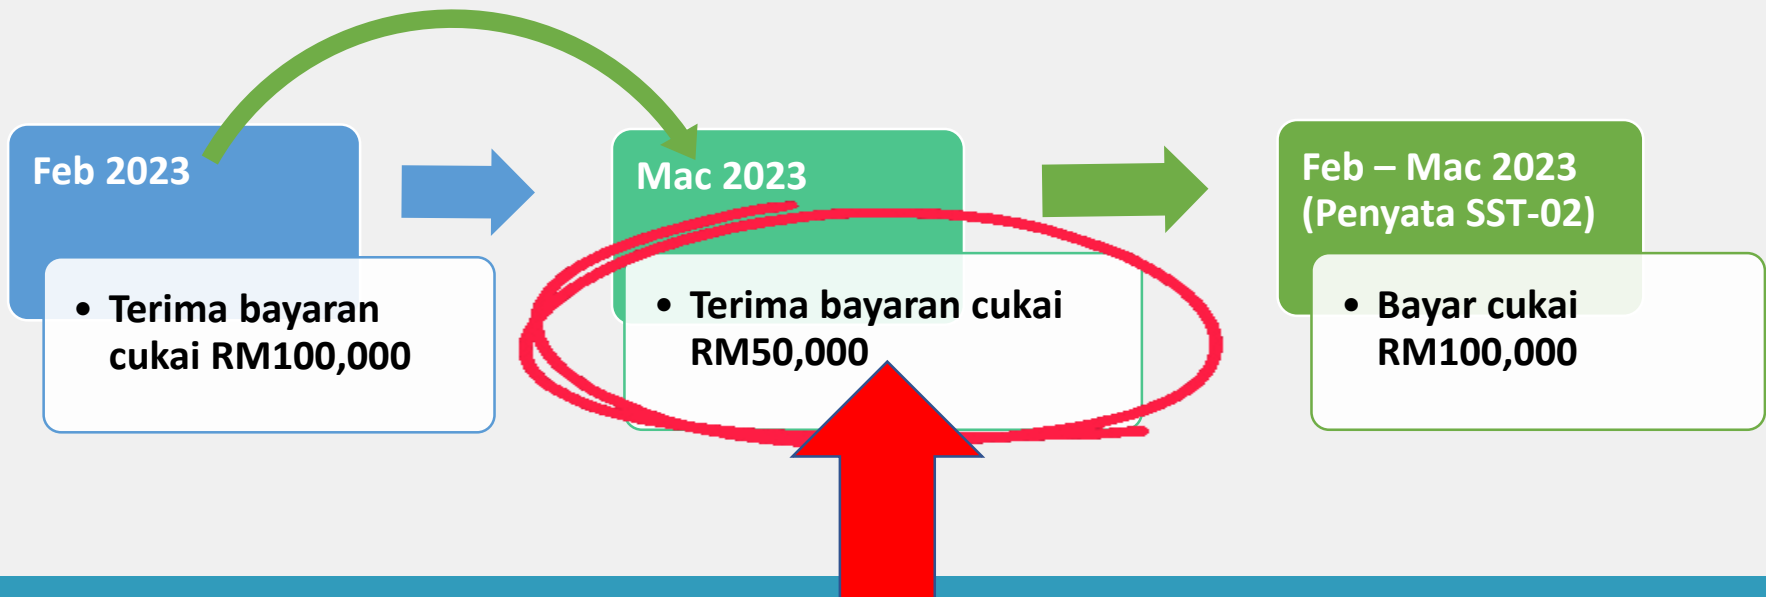 Feb 2023
• Terima bayaran
cukai RM100,000
Mac 2023
• Terima bayaran cukai
RM50,000
Feb – Mac 2023
(Penyata SST-02)
• Bayar cukai
RM100,000